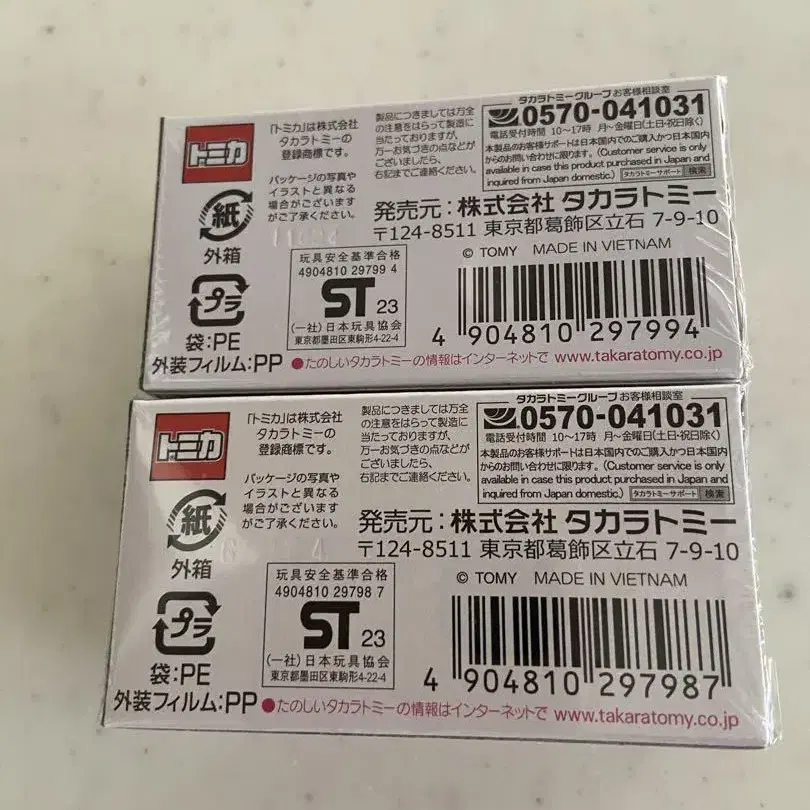 トミカ
「トミカ」は株式会社
タカラトミーの
登録商標です。
パッケージの写真や
イラストと異なる
場合がございます
がご了承ください。
製品につきましては万全
の注意をはらって製造に
当たっておりますが、
万一お気づきの点などが
ございましたら、
右記までご連絡ください。
タカラトミーグループ お客様相談室
0570-041031
電話受付時間 10〜17時 月〜金曜日(土・日・祝日除く)
本製品のお客様サポートは日本国内でのご購入かつ日本国内
からのお問い合わせに限ります。(Customer service is only
available in case this product purchased in Japan and
inquired from Japan domestic.) タカラトミーサポート 検索
発売元:株式会社 タカラトミー
〒124-8511 東京都葛飾区立石 7-9-10
© TOMY MADE IN VIETNAM
紙
外箱
プラ
袋:PE
外装フィルム:PP
玩具安全基準合格
4904810 29799 4
ST 23
(一社)日本玩具協会
東京都墨田区東駒形4-22-4
4 904810 297994
●たのしいタカラトミーの情報はインターネットで www.takaratomy.co.jp
トミカ
「トミカ」は株式会社
タカラトミーの
登録商標です。
パッケージの写真や
イラストと異なる
場合がございます
がご了承ください。
製品につきましては万全
の注意をはらって製造に
当たっておりますが、
万一お気づきの点などが
ございましたら、
右記までご連絡ください。
タカラトミーグループ お客様相談室
0570-041031
電話受付時間 10〜17時 月〜金曜日(土・日・祝日除く)
本製品のお客様サポートは日本国内でのご購入かつ日本国内
からのお問い合わせに限ります。(Customer service is only
available in case this product purchased in Japan and
inquired from Japan domestic.) タカラトミーサポート 検索
発売元:株式会社 タカラトミー
〒124-8511 東京都葛飾区立石 7-9-10
© TOMY MADE IN VIETNAM
紙
外箱
プラ
袋:PE
外装フィルム:PP
玩具安全基準合格
4904810 29798 7
ST 23
(一社)日本玩具協会
東京都墨田区東駒形4-22-4
4 904810 297987
●たのしいタカラトミーの情報はインターネットで www.takaratomy.co.jp